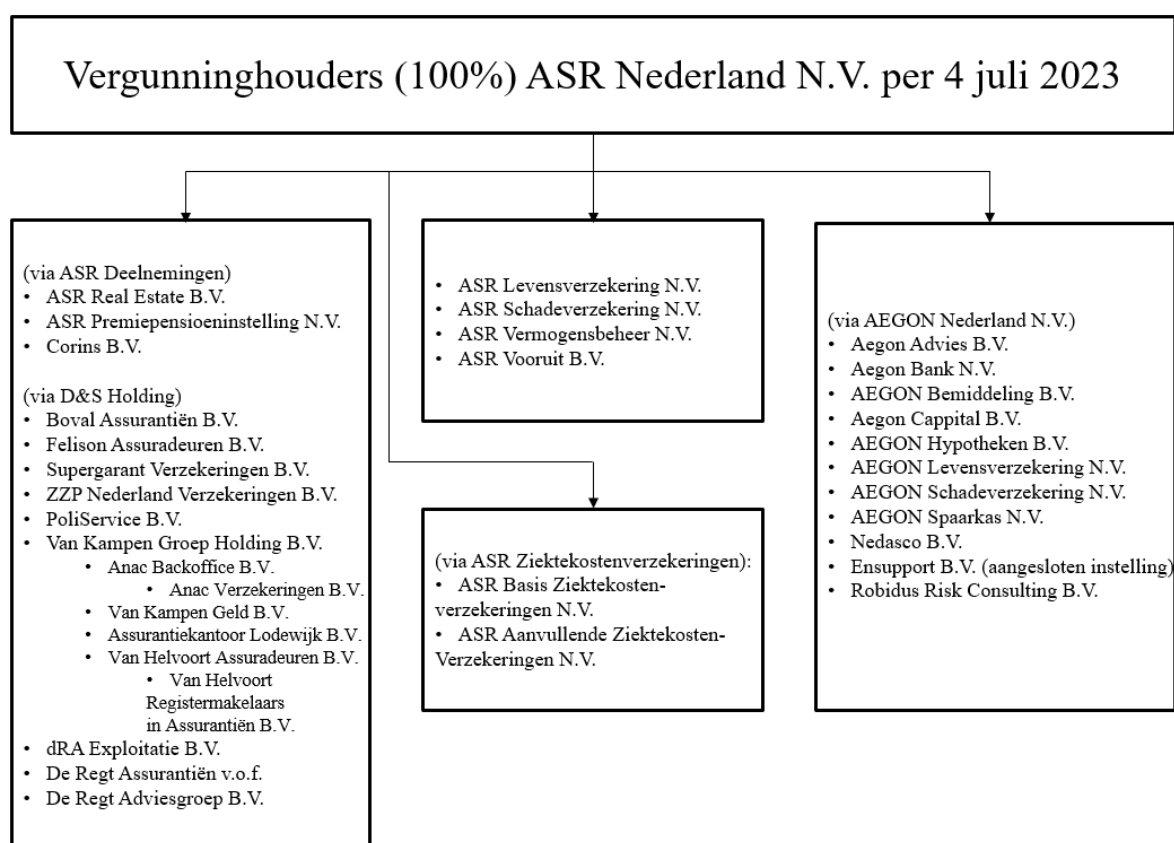 Vergunninghouders (100%) ASR Nederland N.V. per 4 juli 2023
(via ASR Deelnemingen)
• ASR Real Estate B.V.
• ASR Premiepensioeninstelling N.V.
• Corins B.V.
(via D&S Holding)
• Boval Assurantiën B.V.
• Felison Assuradeuren B.V.
• Supergarant Verzekeringen B.V.
• ZZP Nederland Verzekeringen B.V.
• PoliService B.V.
• Van Kampen Groep Holding B.V.
• Anac Backoffice B.V.
• Anac Verzekeringen B.V.
• Van Kampen Geld B.V.
• Assurantiekantoor Lodewijk B.V.
• Van Helvoort Assuradeuren B.V.
• Van Helvoort
Registermakelaars
in Assurantiën B.V.
• dRA Exploitatie B.V.
• De Regt Assurantiën v.o.f.
• De Regt Adviesgroep B.V.
• ASR Levensverzekering N.V.
• ASR Schadeverzekering N.V.
• ASR Vermogensbeheer N.V.
• ASR Vooruit B.V.
(via ASR Ziektekostenverzekeringen):
• ASR Basis Ziektekosten-
verzekeringen N.V.
• ASR Aanvullende Ziektekosten-
Verzekeringen N.V.
(via AEGON Nederland N.V.)
• Aegon Advies B.V.
• Aegon Bank N.V.
• AEGON Bemiddeling B.V.
• Aegon Cappital B.V.
• AEGON Hypotheken B.V.
• AEGON Levensverzekering N.V.
• AEGON Schadeverzekering N.V.
• AEGON Spaarkas N.V.
• Nedasco B.V.
• Ensupport B.V. (aangesloten instelling)
• Robidus Risk Consulting B.V.